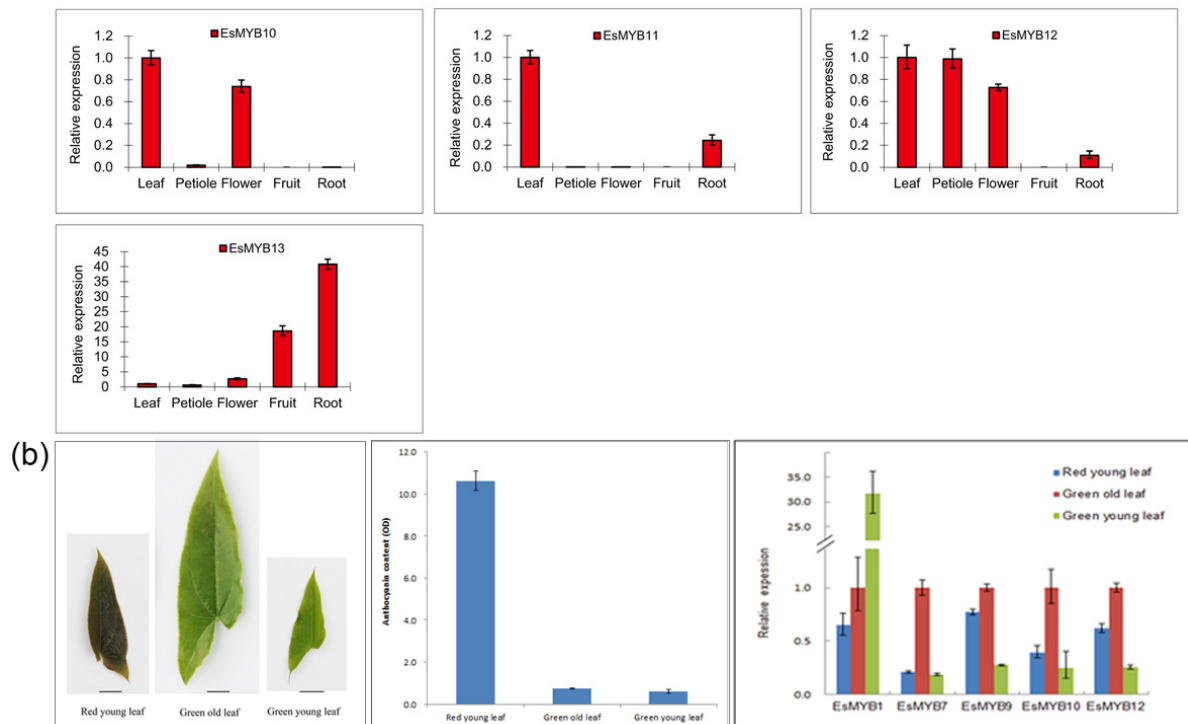 EsMYB10
Relative expression
1.2
1.0
0.8
0.6
0.4
0.2
0.0
Leaf Petiole Flower Fruit Root
EsMYB11
Relative expression
1.2
1.0
0.8
0.6
0.4
0.2
0.0
Leaf Petiole Flower Fruit Root
EsMYB12
Relative expression
1.2
1.0
0.8
0.6
0.4
0.2
0.0
Leaf Petiole Flower Fruit Root
EsMYB13
Relative expression
45
40
35
30
25
20
15
10
5
0
Leaf Petiole Flower Fruit Root
(b)
Red young leaf Green old leaf Green young leaf
Anthocyanin content (OD)
12.0
10.0
8.0
6.0
4.0
2.0
0.0
Red young leaf Green old leaf Green young leaf
Relative expession
35.0
30.0
25.0
1.0
0.5
0.0
Red young leaf
Green old leaf
Green young leaf
EsMYB1 EsMYB7 EsMYB9 EsMYB10 EsMYB12